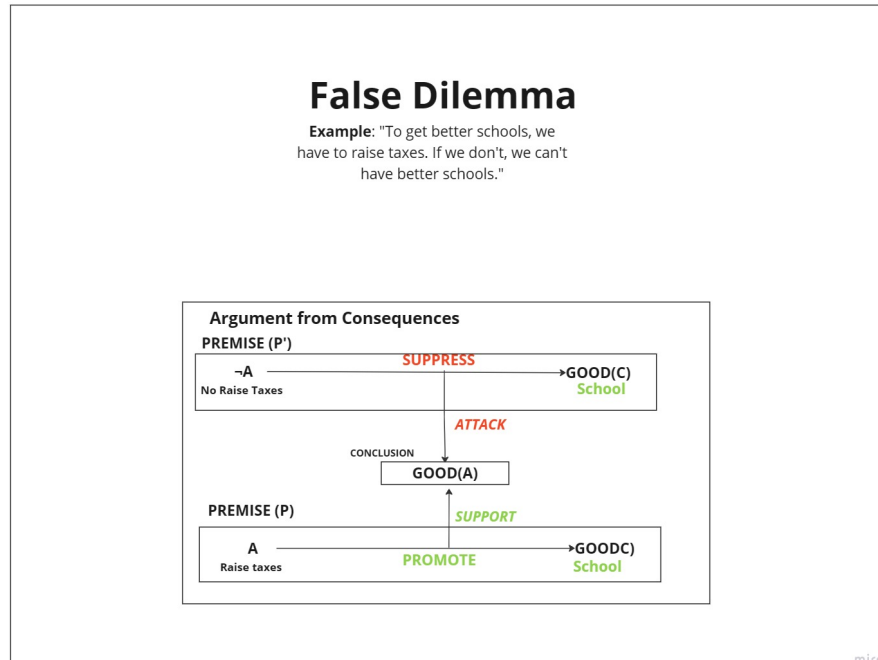 False Dilemma
Example: "To get better schools, we
have to raise taxes. If we don't, we can't
have better schools."
Argument from Consequences
PREMISE (P')
SUPPRESS
¬A
GOOD(C)
No Raise Taxes
School
ATTACK
CONCLUSION
GOOD(A)
PREMISE (P)
SUPPORT
A
GOODC)
PROMOTE
Raise taxes
School